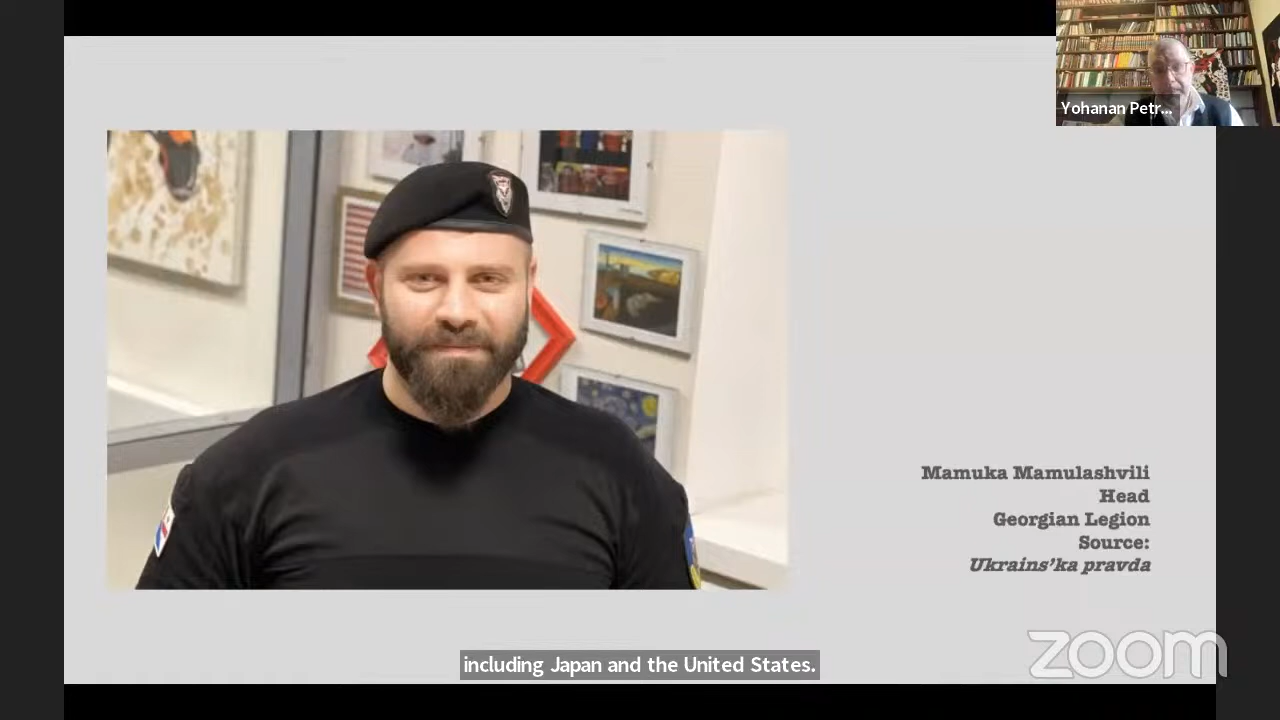 Yohanan Petr...
Mamuka Mamulashvili
Head
Georgian Legion
Source:
Ukrains'ka pravda
including Japan and the United States.
zoom